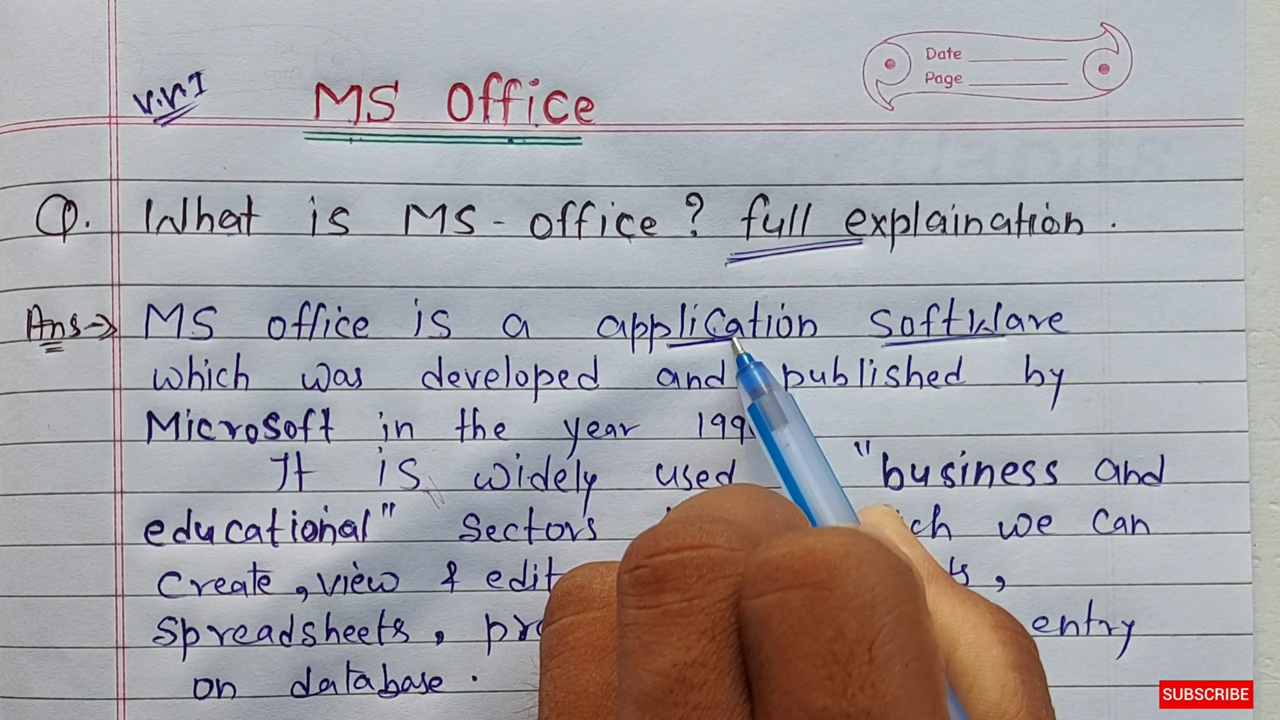 Date
Page
v.v.I
MS Office
Q. What is MS-office? full explaination.
Ans→ MS office is a application software
which was developed and published by
Microsoft in the year 199
It is widely used "business and
educational" sectors we can
Create, view & edit ,
Spreadsheets, entry
on database.
SUBSCRIBE